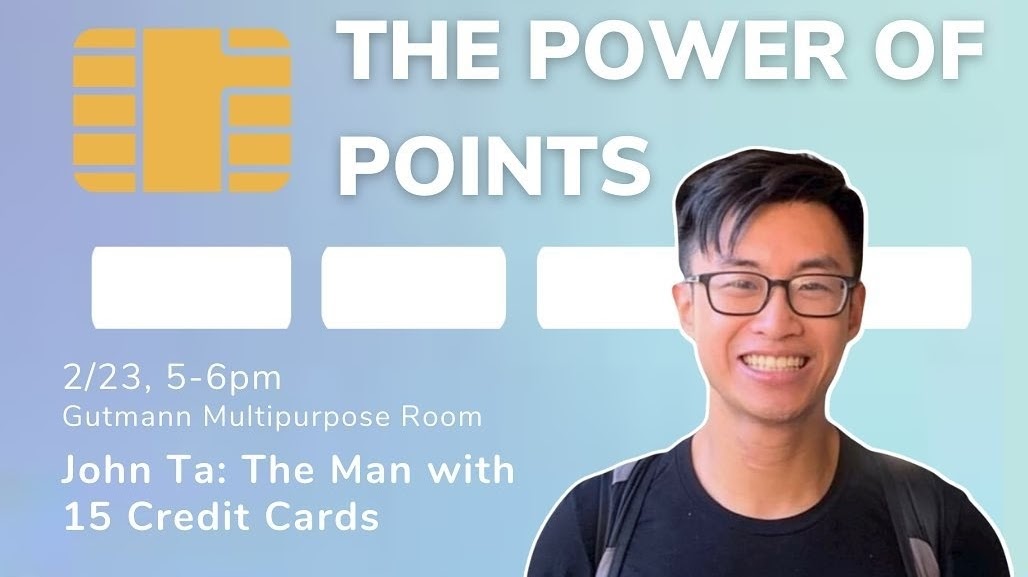 THE POWER OF
POINTS
2/23, 5-6pm
Gutmann Multipurpose Room
John Ta: The Man with
15 Credit Cards